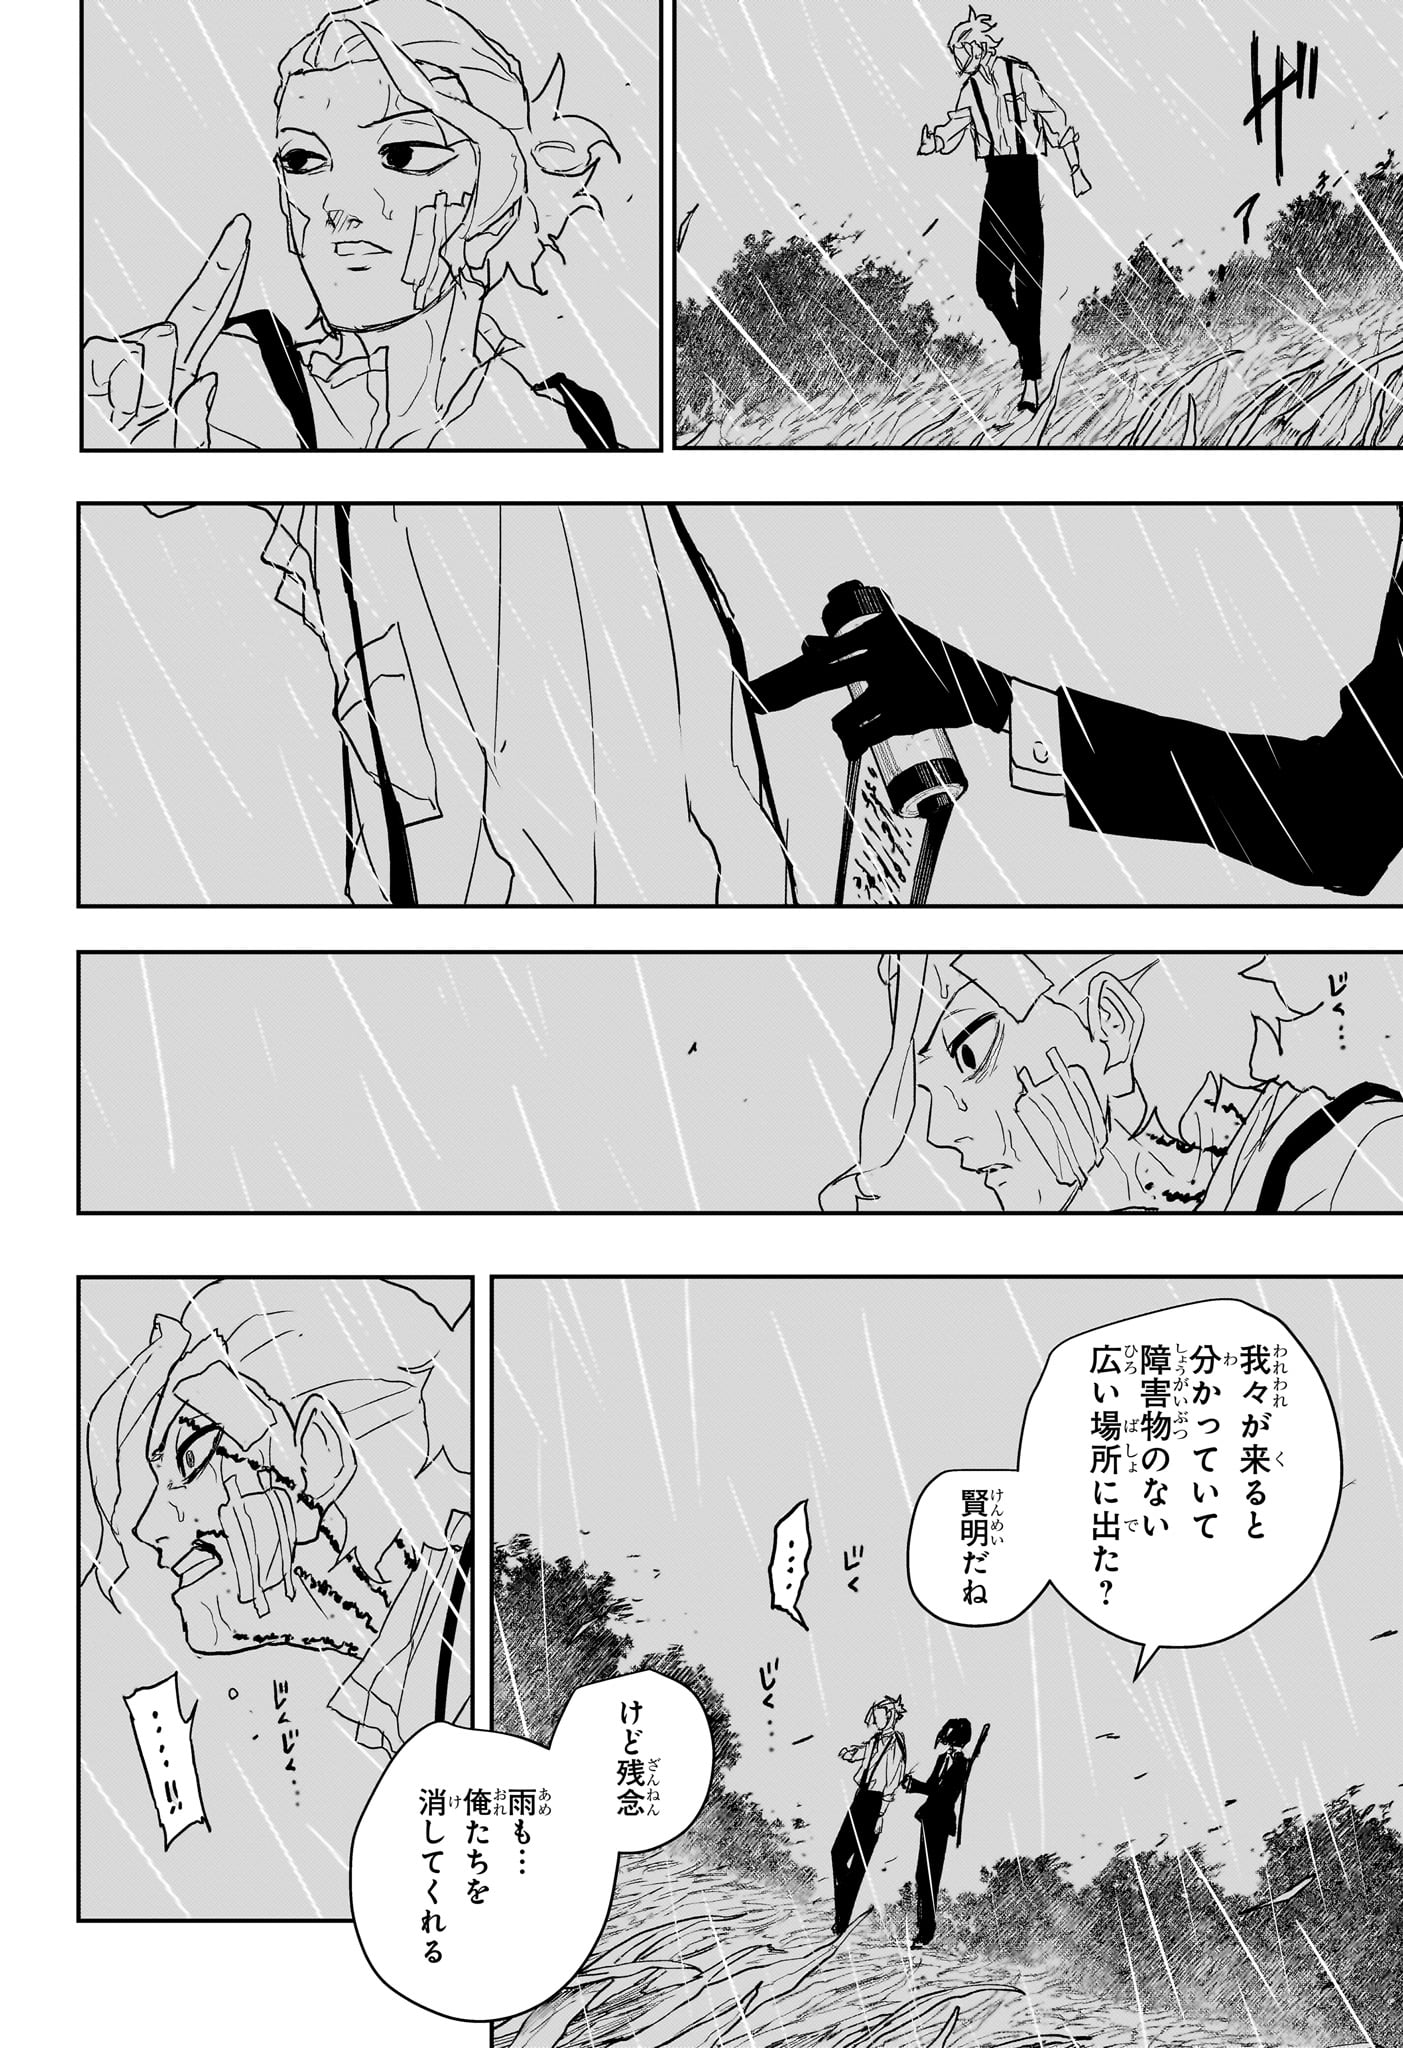 ザッ
じく…
我々が来ると
分かっていて
障害物のない
広い場所に出た？
賢明だね
じく
……
じく…
けど残念
雨も…
俺たちを
消してくれる
じく
じく…
……!!